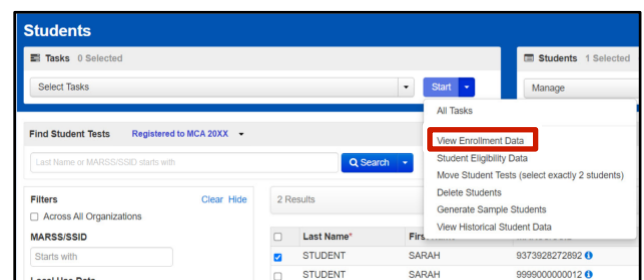 Students
Tasks 0 Selected
Students 1 Selected
Select Tasks
Start
Manage
All Tasks
View Enrollment Data
Student Eligibility Data
Move Student Tests (select exactly 2 students)
Delete Students
Generate Sample Students
View Historical Student Data
Find Student Tests Registered to MCA 20XX
Last Name or MARSS/SSID starts with
Search
Filters Clear Hide
Across All Organizations
MARSS/SSID
Starts with
Local Use Data
2 Results
Last Name*
STUDENT SARAH 9373928272892
STUDENT SARAH 9999000000012